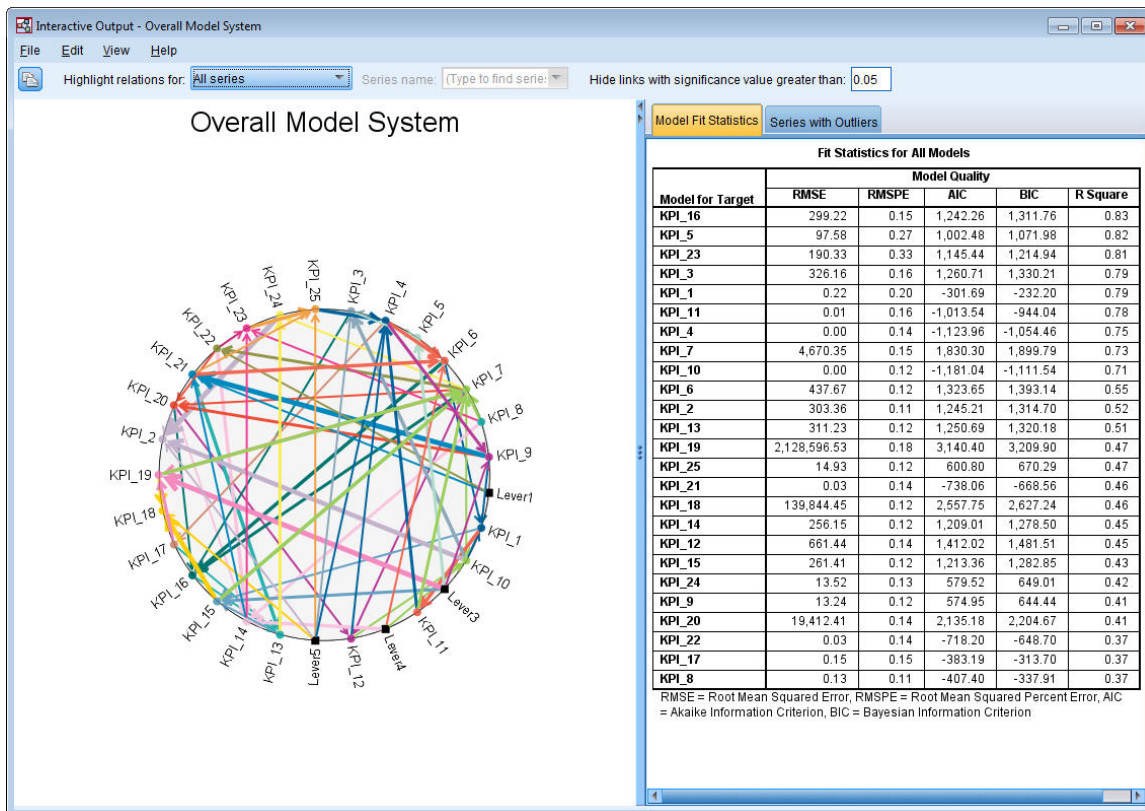 Interactive Output - Overall Model System
File Edit View Help
Highlight relations for: All series Series name: (Type to find serie: Hide links with significance value greater than: 0.05
Overall Model System
KPI_3
KPI_4
KPI_5
KPI_6
KPI_7
KPI_8
KPI_9
Lever1
KPI_1
KPI_10
Lever3
KPI_11
Lever4
KPI_12
Lever5
KPI_13
KPI_14
KPI_15
KPI_16
KPI_17
KPI_18
KPI_19
KPI_2
KPI_20
KPI_21
KPI_22
KPI_23
KPI_24
KPI_25
Model Fit Statistics Series with Outliers
Fit Statistics for All Models
Model Quality
Model for Target RMSE RMSPE AIC BIC R Square
KPI_16 299.22 0.15 1,242.26 1,311.76 0.83
KPI_5 97.58 0.27 1,002.48 1,071.98 0.82
KPI_23 190.33 0.33 1,145.44 1,214.94 0.81
KPI_3 326.16 0.16 1,260.71 1,330.21 0.79
KPI_1 0.22 0.20 -301.69 -232.20 0.79
KPI_11 0.01 0.16 -1,013.54 -944.04 0.78
KPI_4 0.00 0.14 -1,123.96 -1,054.46 0.75
KPI_7 4,670.35 0.15 1,830.30 1,899.79 0.73
KPI_10 0.00 0.12 -1,181.04 -1,111.54 0.71
KPI_6 437.67 0.12 1,323.65 1,393.14 0.55
KPI_2 303.36 0.11 1,245.21 1,314.70 0.52
KPI_13 311.23 0.12 1,250.69 1,320.18 0.51
KPI_19 2,128,596.53 0.18 3,140.40 3,209.90 0.47
KPI_25 14.93 0.12 600.80 670.29 0.47
KPI_21 0.03 0.14 -738.06 -668.56 0.46
KPI_18 139,844.45 0.12 2,557.75 2,627.24 0.46
KPI_14 256.15 0.12 1,209.01 1,278.50 0.45
KPI_12 661.44 0.14 1,412.02 1,481.51 0.45
KPI_15 261.41 0.12 1,213.36 1,282.85 0.43
KPI_24 13.52 0.13 579.52 649.01 0.42
KPI_9 13.24 0.12 574.95 644.44 0.41
KPI_20 19,412.41 0.14 2,135.18 2,204.67 0.41
KPI_22 0.03 0.14 -718.20 -648.70 0.37
KPI_17 0.15 0.15 -383.19 -313.70 0.37
KPI_8 0.13 0.11 -407.40 -337.91 0.37
RMSE = Root Mean Squared Error, RMSPE = Root Mean Squared Percent Error, AIC
= Akaike Information Criterion, BIC = Bayesian Information Criterion